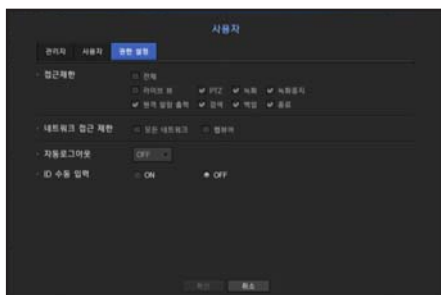 사용자
관리자 사용자 권한 설정
접근제한 전체
라이브 뷰 PTZ 녹화 녹화중지
원격 알람 출력 검색 백업 종료
네트워크 접근 제한 모든 네트워크 웹뷰어
자동로그아웃 OFF
ID 수동 입력 ON OFF
확인 취소